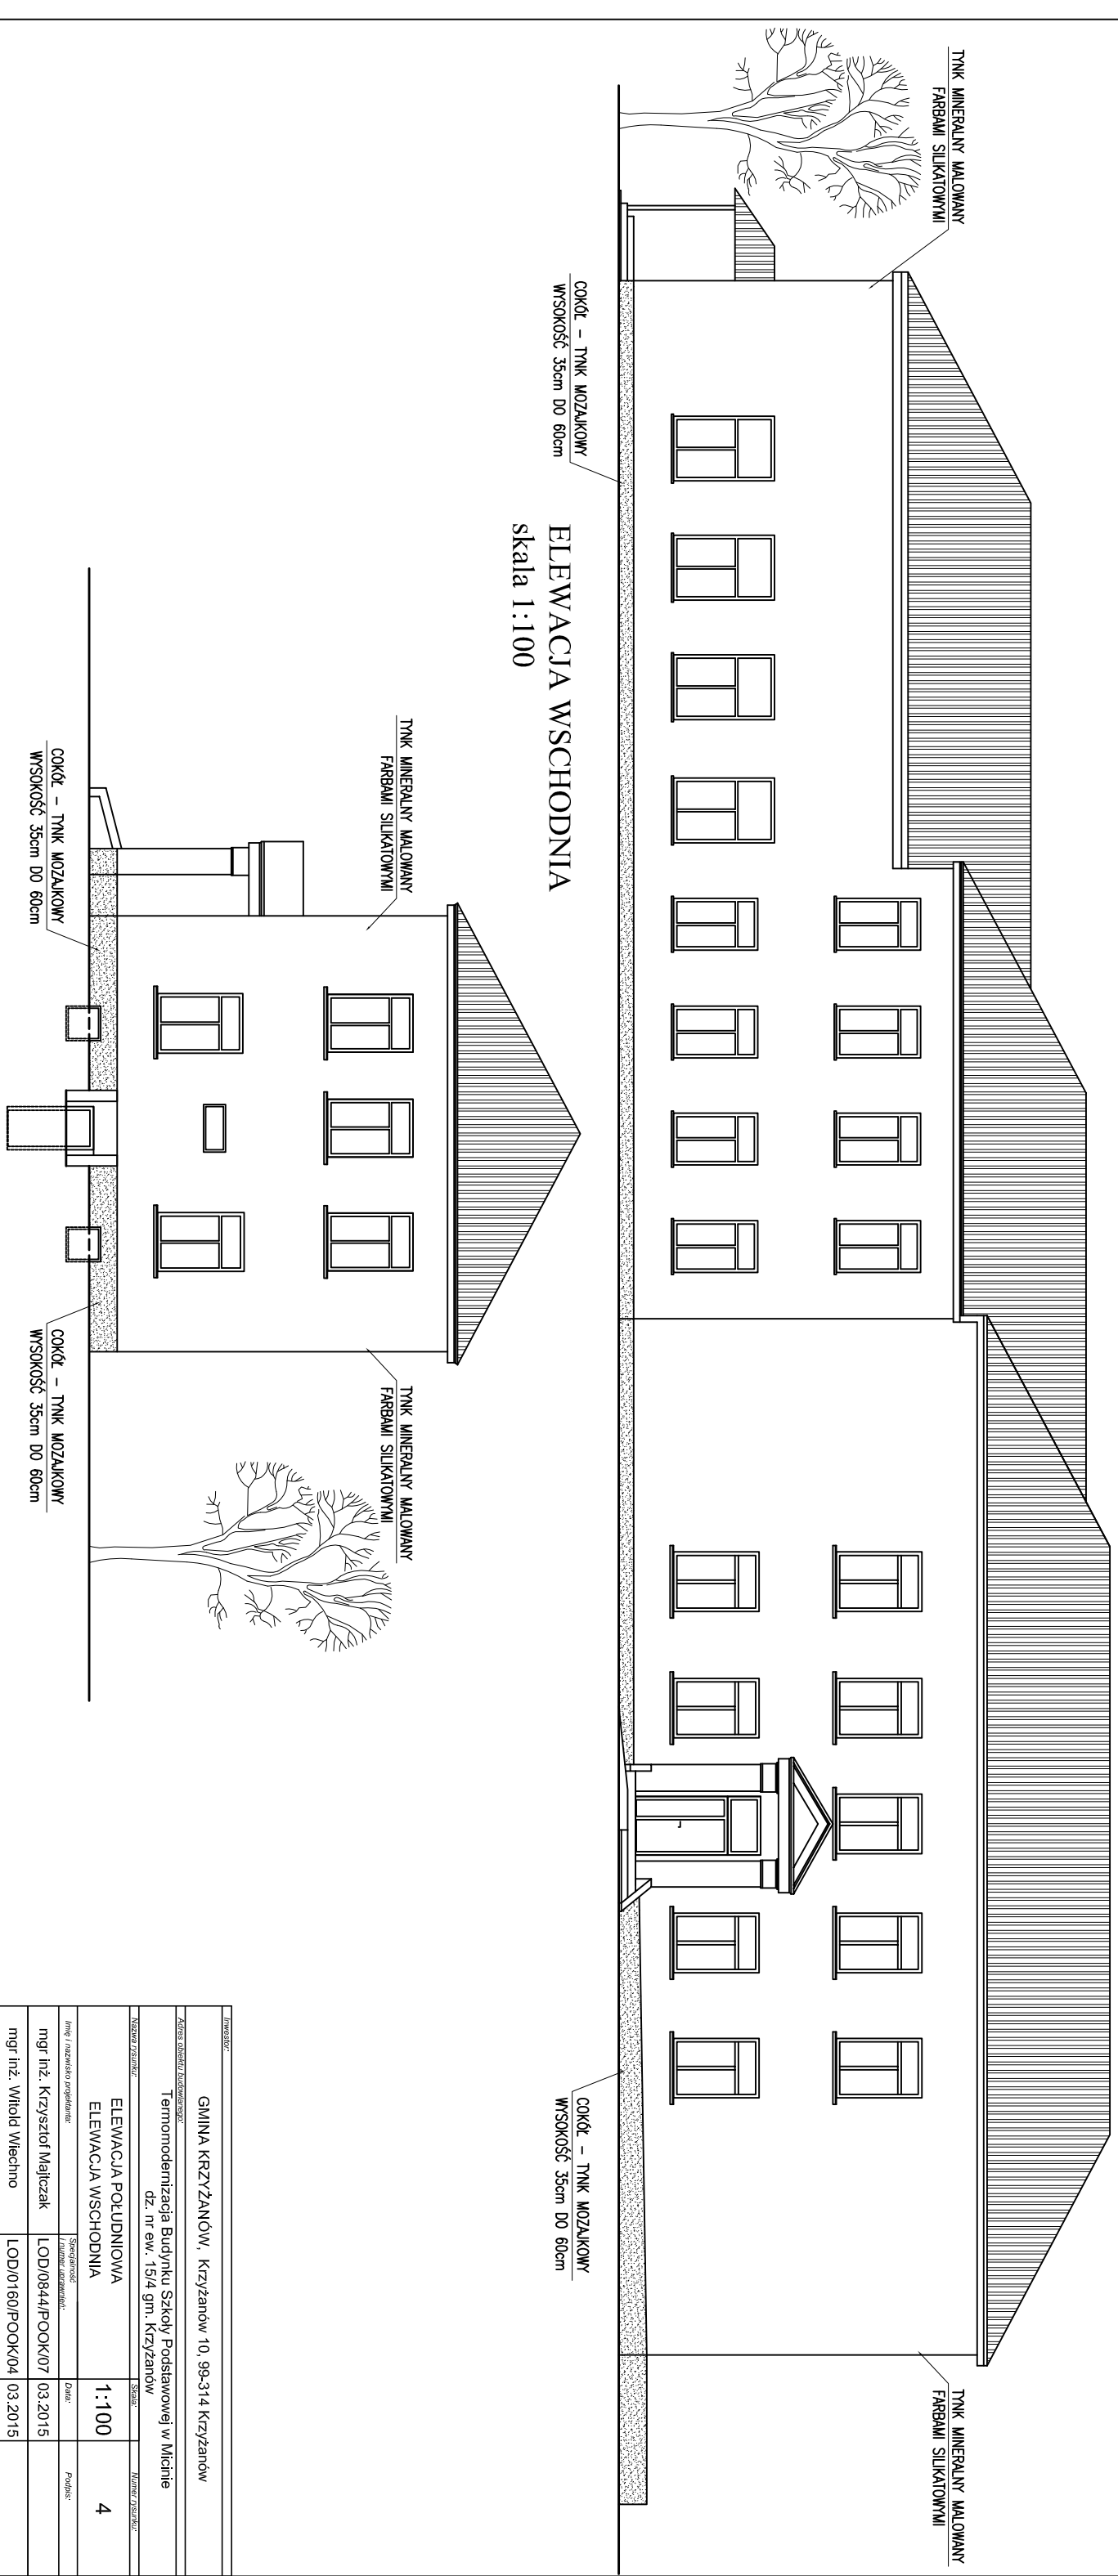 TYNK MINERALNY MALOWANY
FARBAMI SILIKATOWYMI
TYNK MINERALNY MALOWANY
FARBAMI SILIKATOWYMI
COKÓŁ – TYNK MOZAJKOWY
WYSOKOŚĆ 35cm DO 60cm
COKÓŁ – TYNK MOZAJKOWY
WYSOKOŚĆ 35cm DO 60cm
ELEWACJA WSCHODNIA
skala 1:100
TYNK MINERALNY MALOWANY
FARBAMI SILIKATOWYMI
TYNK MINERALNY MALOWANY
FARBAMI SILIKATOWYMI
COKÓŁ – TYNK MOZAJKOWY
WYSOKOŚĆ 35cm DO 60cm
COKÓŁ – TYNK MOZAJKOWY
WYSOKOŚĆ 35cm DO 60cm
Inwestor:
GMINA KRZYŻANÓW, Krzyżanów 10, 99-314 Krzyżanów
Adres obiektu budowlanego:
Termomodernizacja Budynku Szkoły Podstawowej w Micinie
dz. nr ew. 15/4 gm. Krzyżanów
Nazwa rysunku: Skala: Numer rysunku:
ELEWACJA POŁUDNIOWA
ELEWACJA WSCHODNIA
1:100 4
Imię i nazwisko projektanta: Specjalność i numer uprawnień: Data: Podpis:
mgr inż. Krzysztof Majtczak LOD/0844/POOK/07 03.2015
mgr inż. Witold Wiechno LOD/0160/POOK/04 03.2015